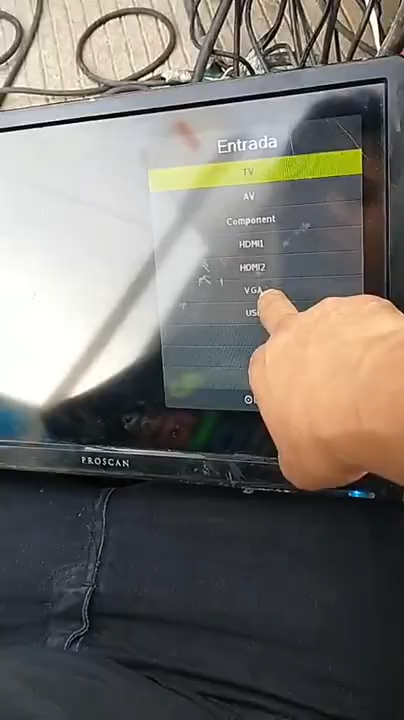 Entrada
TV
AV
Component
HDMI1
HDMI2
VGA
PROSCAN